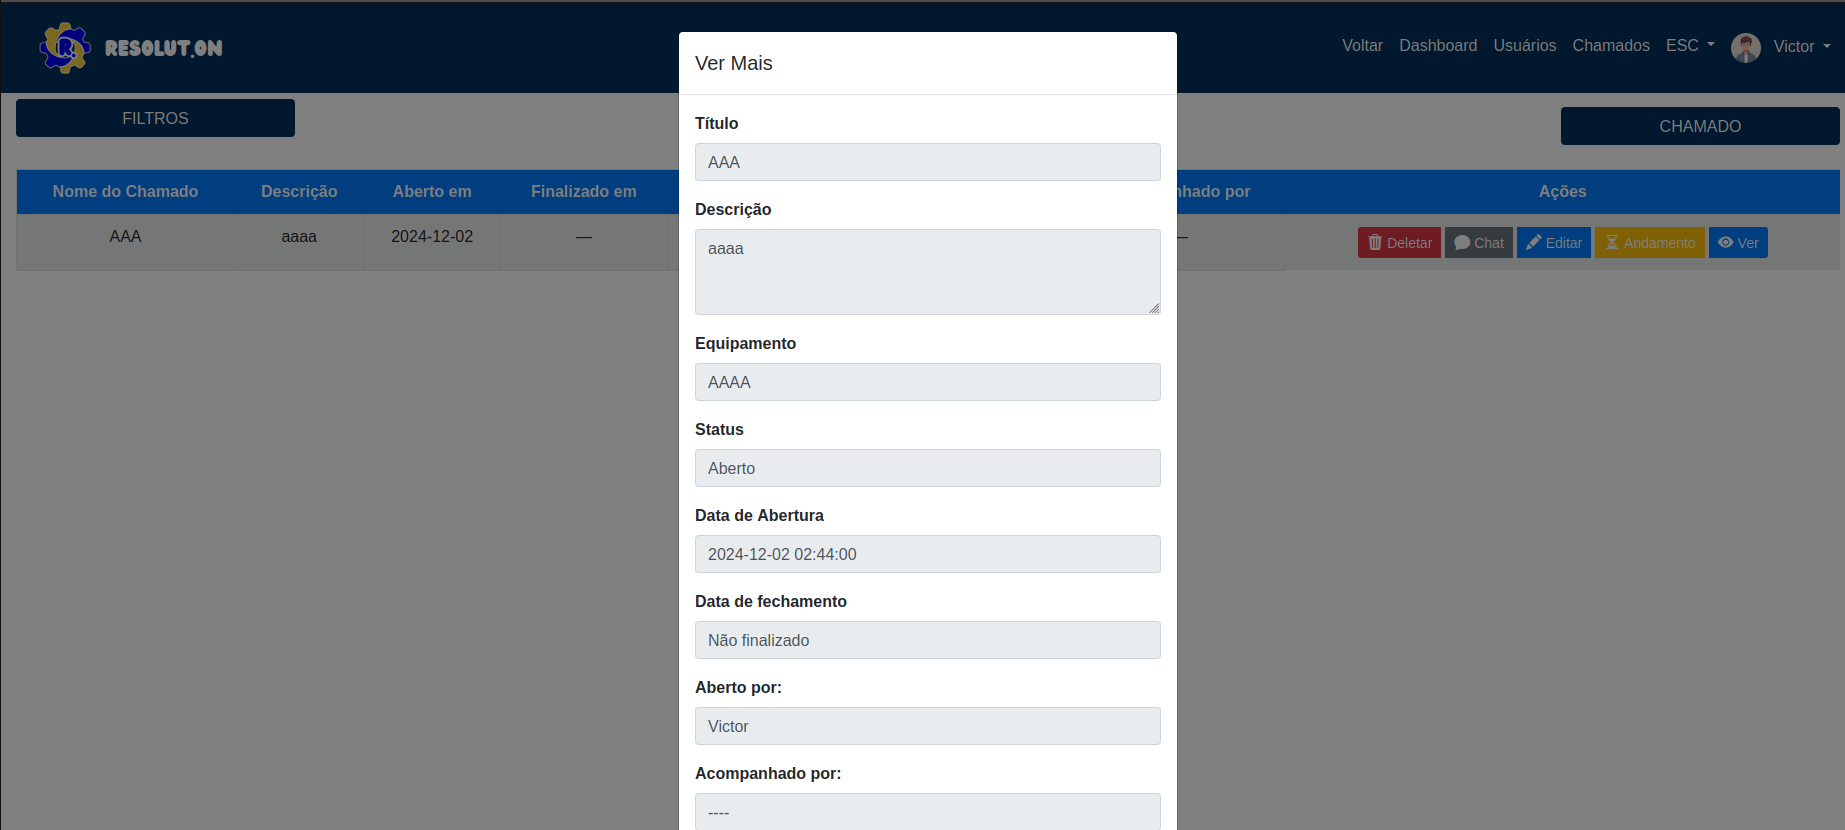 RESOLUT.ON
Voltar Dashboard Usuários Chamados ESC Victor
FILTROS
CHAMADO
Nome do Chamado Descrição Aberto em Finalizado em nhado por Ações
AAA aaaa 2024-12-02 — — Deletar Chat Editar Andamento Ver
Ver Mais
Título
AAA
Descrição
aaaa
Equipamento
AAAA
Status
Aberto
Data de Abertura
2024-12-02 02:44:00
Data de fechamento
Não finalizado
Aberto por:
Victor
Acompanhado por:
----